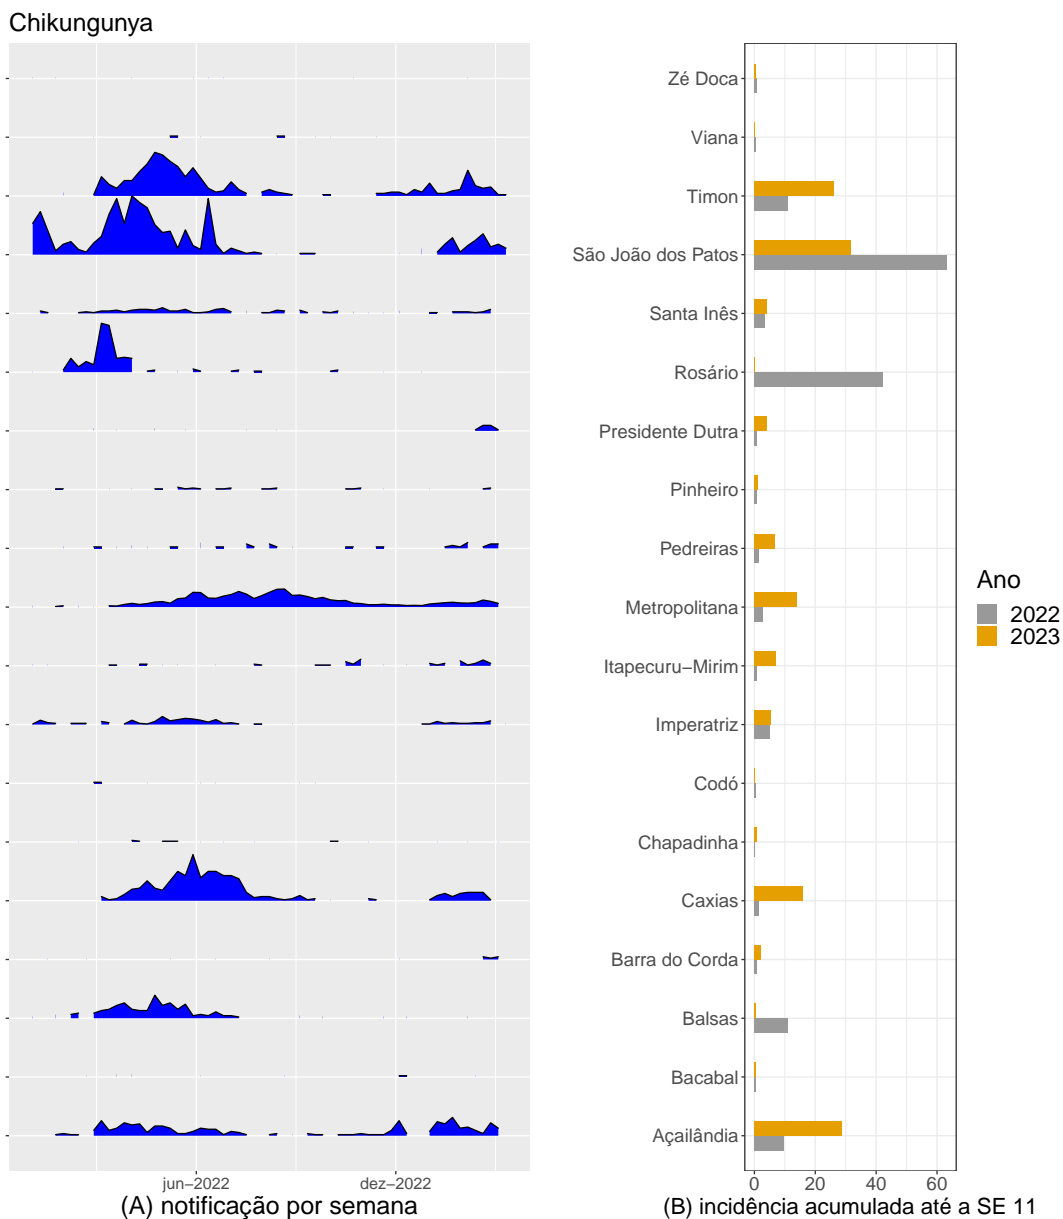 Chikungunya
Zé Doca
Viana
Timon
São João dos Patos
Santa Inês
Rosário
Presidente Dutra
Pinheiro
Pedreiras
Metropolitana
Itapecuru−Mirim
Imperatriz
Codó
Chapadinha
Caxias
Barra do Corda
Balsas
Bacabal
Açailândia
jun−2022 dez−2022
(A) notificação por semana
0 20 40 60
(B) incidência acumulada até a SE 11
Ano
2022
2023